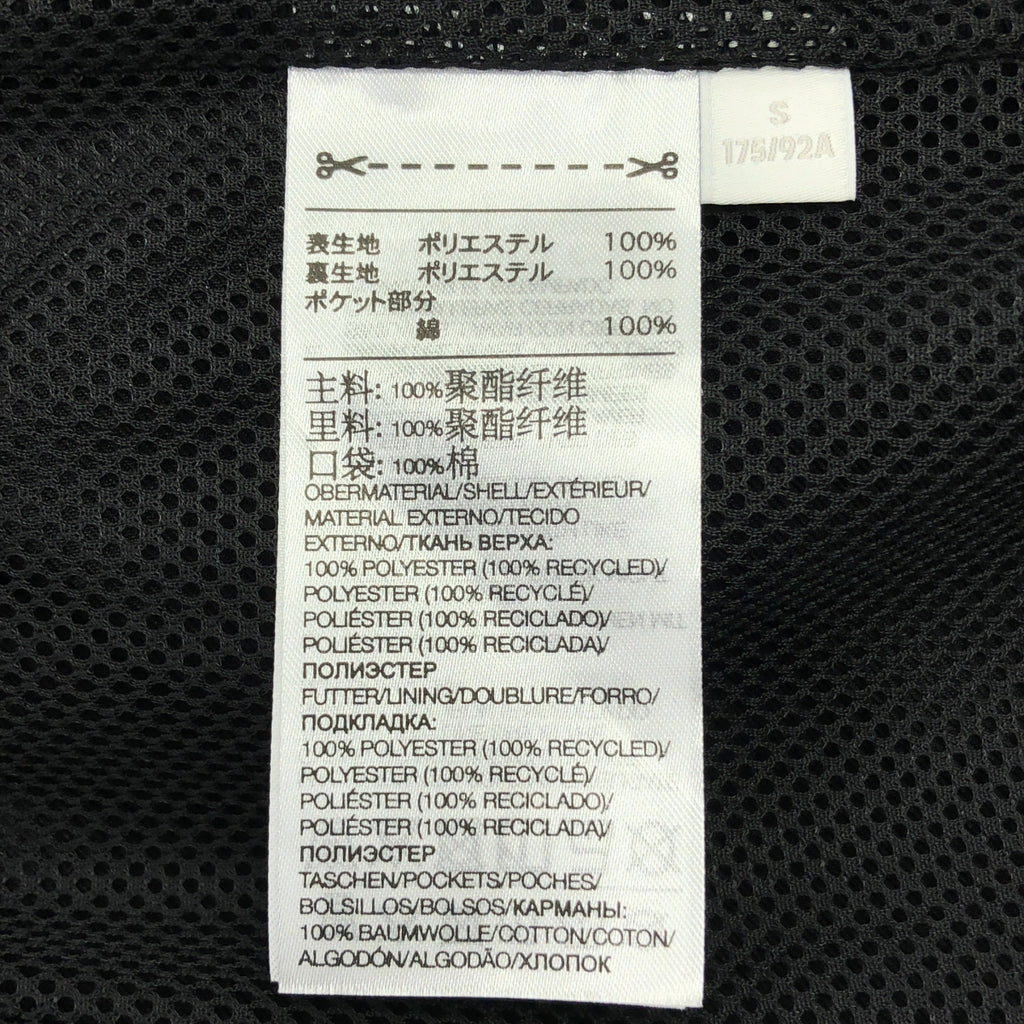 S
175/92A
表生地 ポリエステル 100%
裏生地 ポリエステル 100%
ポケット部分
綿 100%
主料: 100%聚酯纤维
里料: 100%聚酯纤维
口袋: 100%棉
OBERMATERIAL/SHELL/EXTÉRIEUR/
MATERIAL EXTERNO/TECIDO
EXTERNO/ТКАНЬ ВЕРХА:
100% POLYESTER (100% RECYCLED)/
POLYESTER (100% RECYCLÉ)/
POLIÉSTER (100% RECICLADO)/
POLIÉSTER (100% RECICLADA)/
ПОЛИЭСТЕР
FUTTER/LINING/DOUBLURE/FORRO/
ПОДКЛАДКА:
100% POLYESTER (100% RECYCLED)/
POLYESTER (100% RECYCLÉ)/
POLIÉSTER (100% RECICLADO)/
POLIÉSTER (100% RECICLADA)/
ПОЛИЭСТЕР
TASCHEN/POCKETS/POCHES/
BOLSILLOS/BOLSOS/КАРМАНЫ:
100% BAUMWOLLE/COTTON/COTON/
ALGODÓN/ALGODÃO/ХЛОПОК